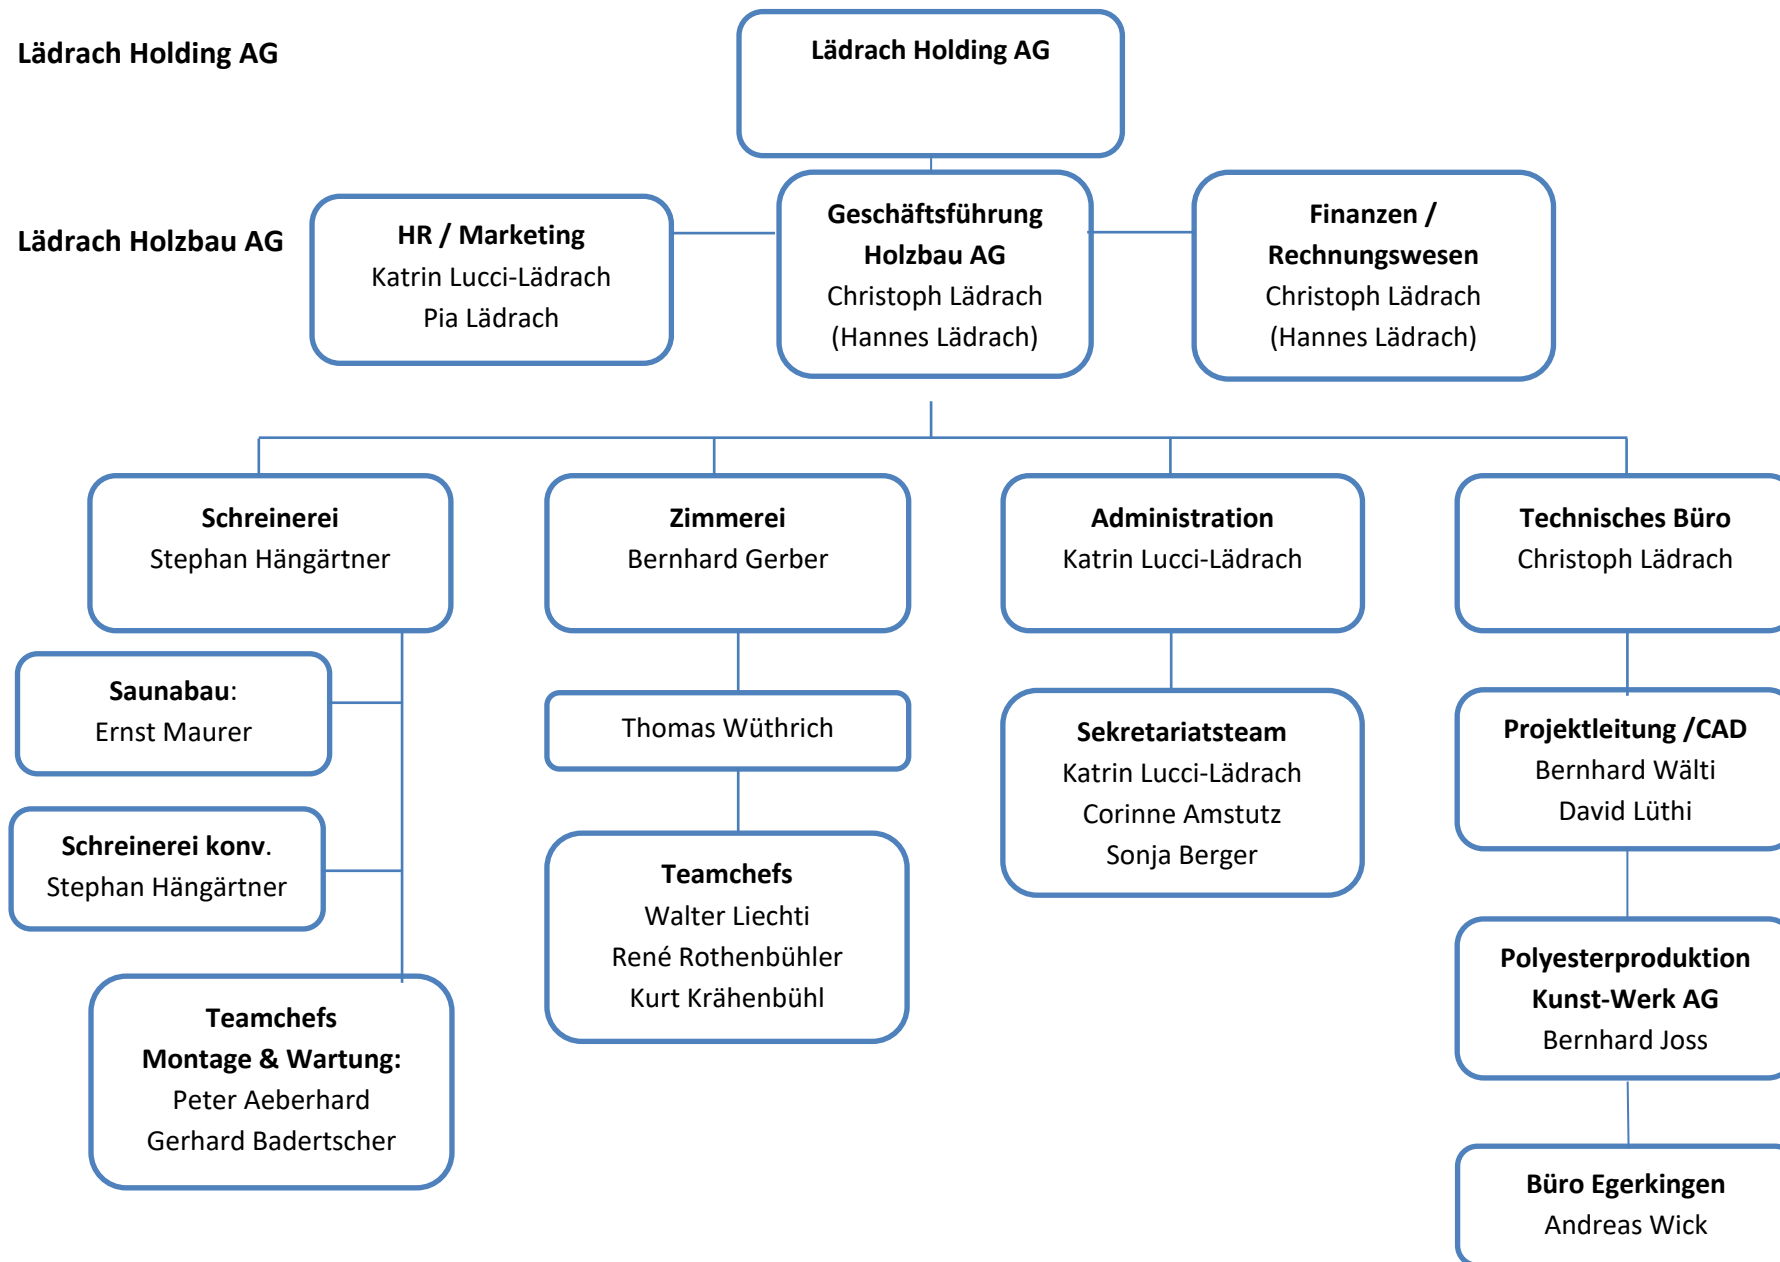 Lädrach Holding AG
Lädrach Holding AG
Lädrach Holzbau AG
HR / Marketing
Katrin Lucci-Lädrach
Pia Lädrach
Geschäftsführung
Holzbau AG
Christoph Lädrach
(Hannes Lädrach)
Finanzen /
Rechnungswesen
Christoph Lädrach
(Hannes Lädrach)
Schreinerei
Stephan Hängärtner
Zimmerei
Bernhard Gerber
Administration
Katrin Lucci-Lädrach
Technisches Büro
Christoph Lädrach
Saunabau:
Ernst Maurer
Schreinerei konv.
Stephan Hängärtner
Teamchefs
Montage & Wartung:
Peter Aeberhard
Gerhard Badertscher
Thomas Wüthrich
Teamchefs
Walter Liechti
René Rothenbühler
Kurt Krähenbühl
Sekretariatsteam
Katrin Lucci-Lädrach
Corinne Amstutz
Sonja Berger
Projektleitung /CAD
Bernhard Wälti
David Lüthi
Polyesterproduktion
Kunst-Werk AG
Bernhard Joss
Büro Egerkingen
Andreas Wick